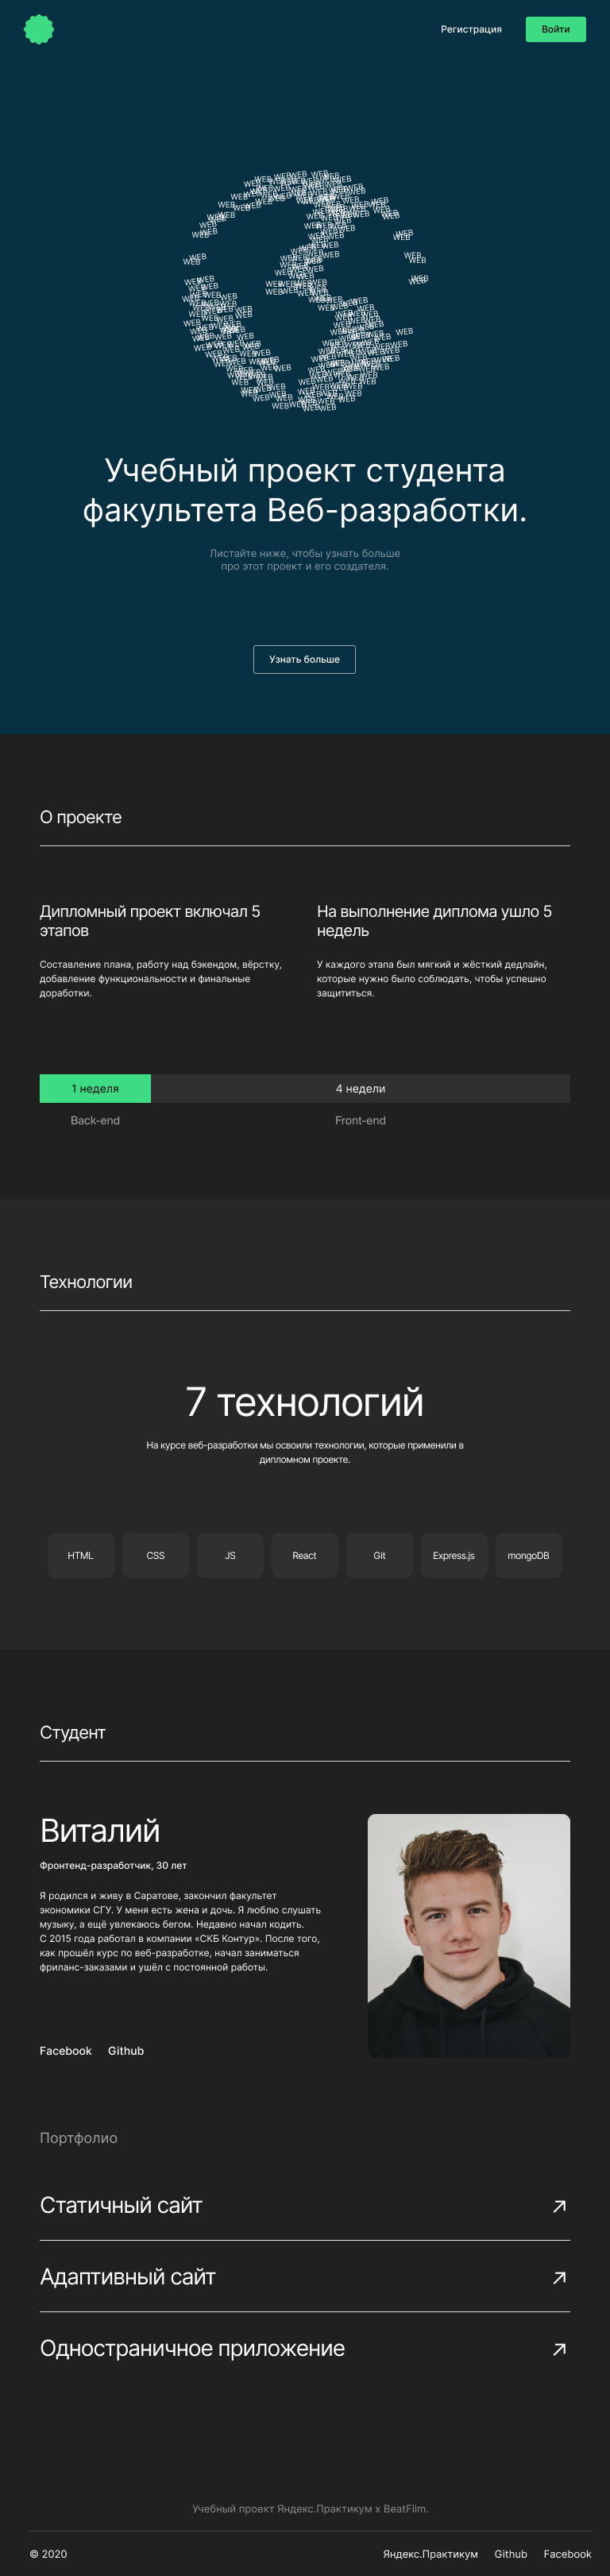 Регистрация
Войти
WEB
Учебный проект студента
факультета Веб-разработки.
Листайте ниже, чтобы узнать больше
про этот проект и его создателя.
Узнать больше
О проекте
Дипломный проект включал 5
этапов
Составление плана, работу над бэкендом, вёрстку,
добавление функциональности и финальные
доработки.
На выполнение диплома ушло 5
недель
У каждого этапа был мягкий и жёсткий дедлайн,
которые нужно было соблюдать, чтобы успешно
защититься.
1 неделя
4 недели
Back-end
Front-end
Технологии
7 технологий
На курсе веб-разработки мы освоили технологии, которые применили в
дипломном проекте.
HTML
CSS
JS
React
Git
Express.js
mongoDB
Студент
Виталий
Фронтенд-разработчик, 30 лет
Я родился и живу в Саратове, закончил факультет
экономики СГУ. У меня есть жена и дочь. Я люблю слушать
музыку, а ещё увлекаюсь бегом. Недавно начал кодить.
С 2015 года работал в компании «СКБ Контур». После того,
как прошёл курс по веб-разработке, начал заниматься
фриланс-заказами и ушёл с постоянной работы.
Facebook
Github
Портфолио
Статичный сайт
Адаптивный сайт
Одностраничное приложение
Учебный проект Яндекс.Практикум х BeatFilm.
© 2020
Яндекс.Практикум
Github
Facebook